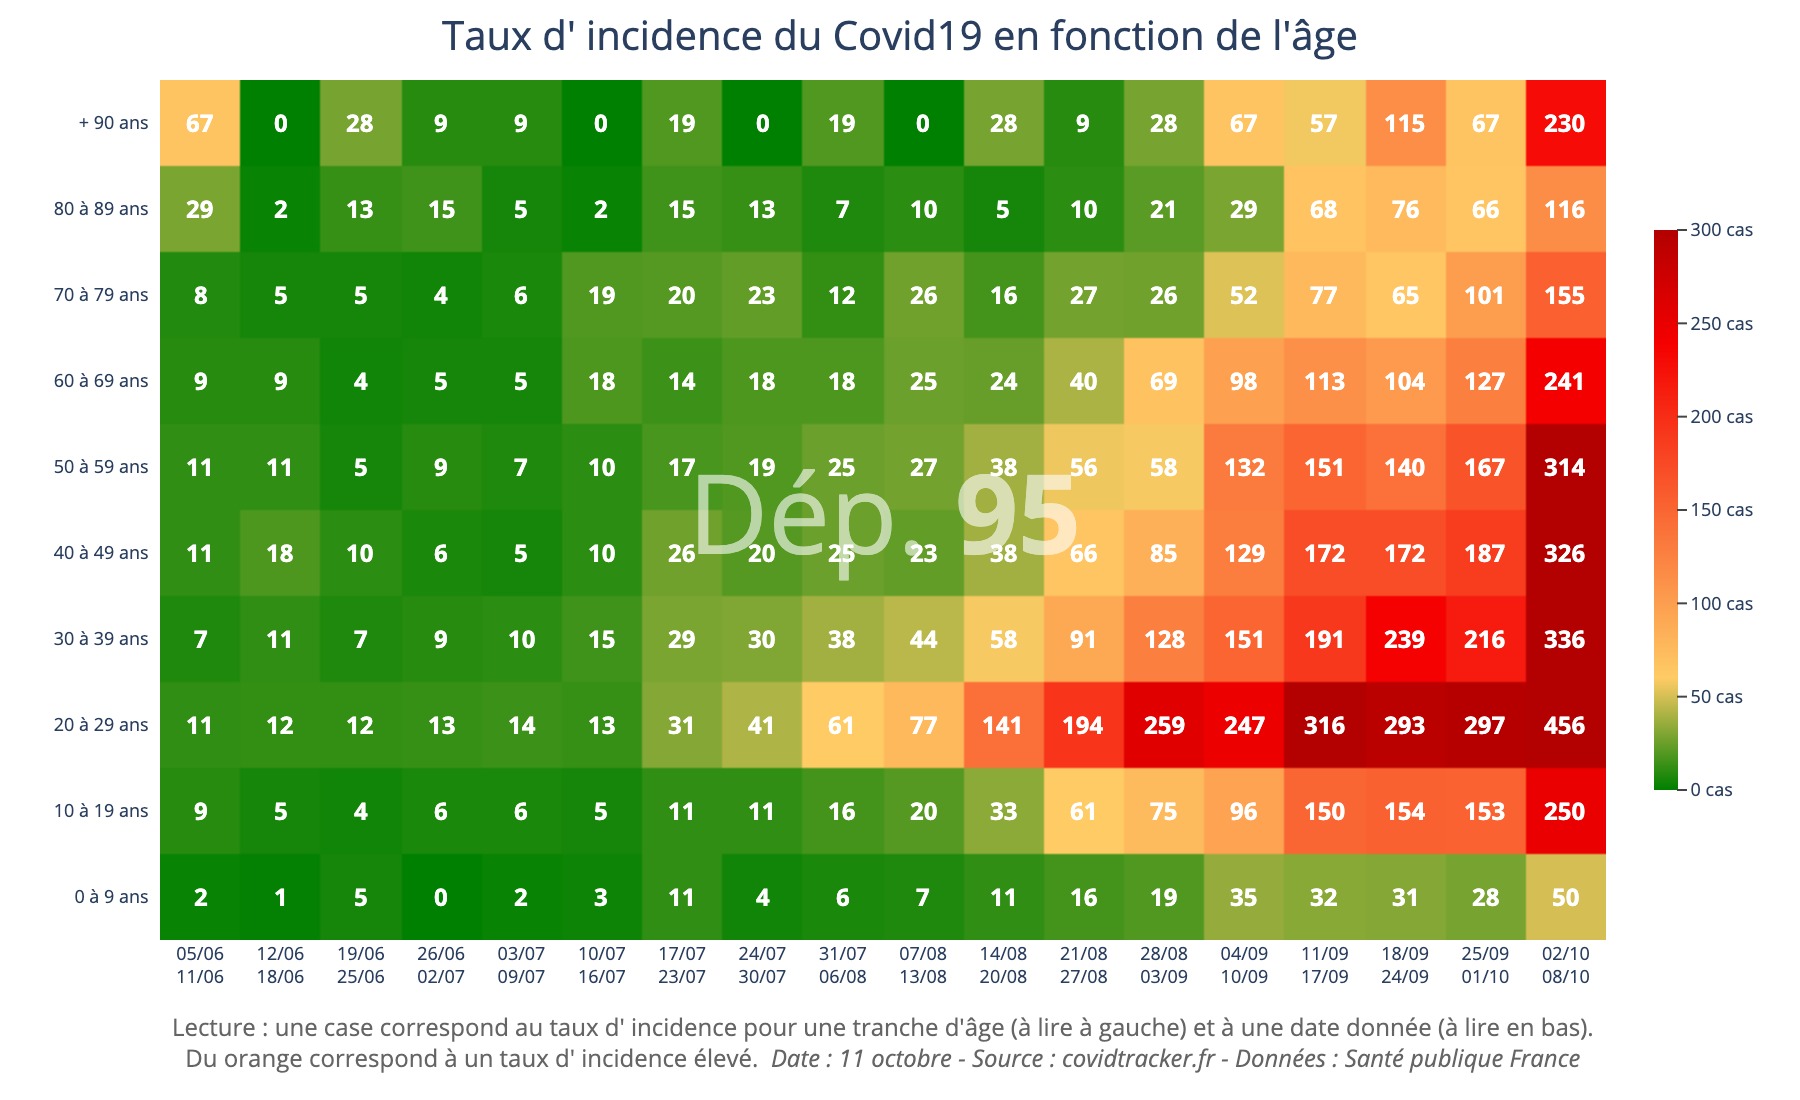 Taux d' incidence du Covid19 en fonction de l'âge
+ 90 ans 67 0 28 9 9 0 19 0 19 0 28 9 28 67 57 115 67 230
80 à 89 ans 29 2 13 15 5 2 15 13 7 10 5 10 21 29 68 76 66 116
70 à 79 ans 8 5 5 4 6 19 20 23 12 26 16 27 26 52 77 65 101 155
60 à 69 ans 9 9 4 5 5 18 14 18 18 25 24 40 69 98 113 104 127 241
50 à 59 ans 11 11 5 9 7 10 17 19 25 27 38 56 58 132 151 140 167 314
Dép. 95
40 à 49 ans 11 18 10 6 5 10 26 20 25 23 38 66 85 129 172 172 187 326
30 à 39 ans 7 11 7 9 10 15 29 30 38 44 58 91 128 151 191 239 216 336
20 à 29 ans 11 12 12 13 14 13 31 41 61 77 141 194 259 247 316 293 297 456
10 à 19 ans 9 5 4 6 6 5 11 11 16 20 33 61 75 96 150 154 153 250
0 à 9 ans 2 1 5 0 2 3 11 4 6 7 11 16 19 35 32 31 28 50
05/06 12/06 19/06 26/06 03/07 10/07 17/07 24/07 31/07 07/08 14/08 21/08 28/08 04/09 11/09 18/09 25/09 02/10
11/06 18/06 25/06 02/07 09/07 16/07 23/07 30/07 06/08 13/08 20/08 27/08 03/09 10/09 17/09 24/09 01/10 08/10
300 cas
250 cas
200 cas
150 cas
100 cas
50 cas
0 cas
Lecture : une case correspond au taux d' incidence pour une tranche d'âge (à lire à gauche) et à une date donnée (à lire en bas).
Du orange correspond à un taux d' incidence élevé. Date : 11 octobre - Source : covidtracker.fr - Données : Santé publique France